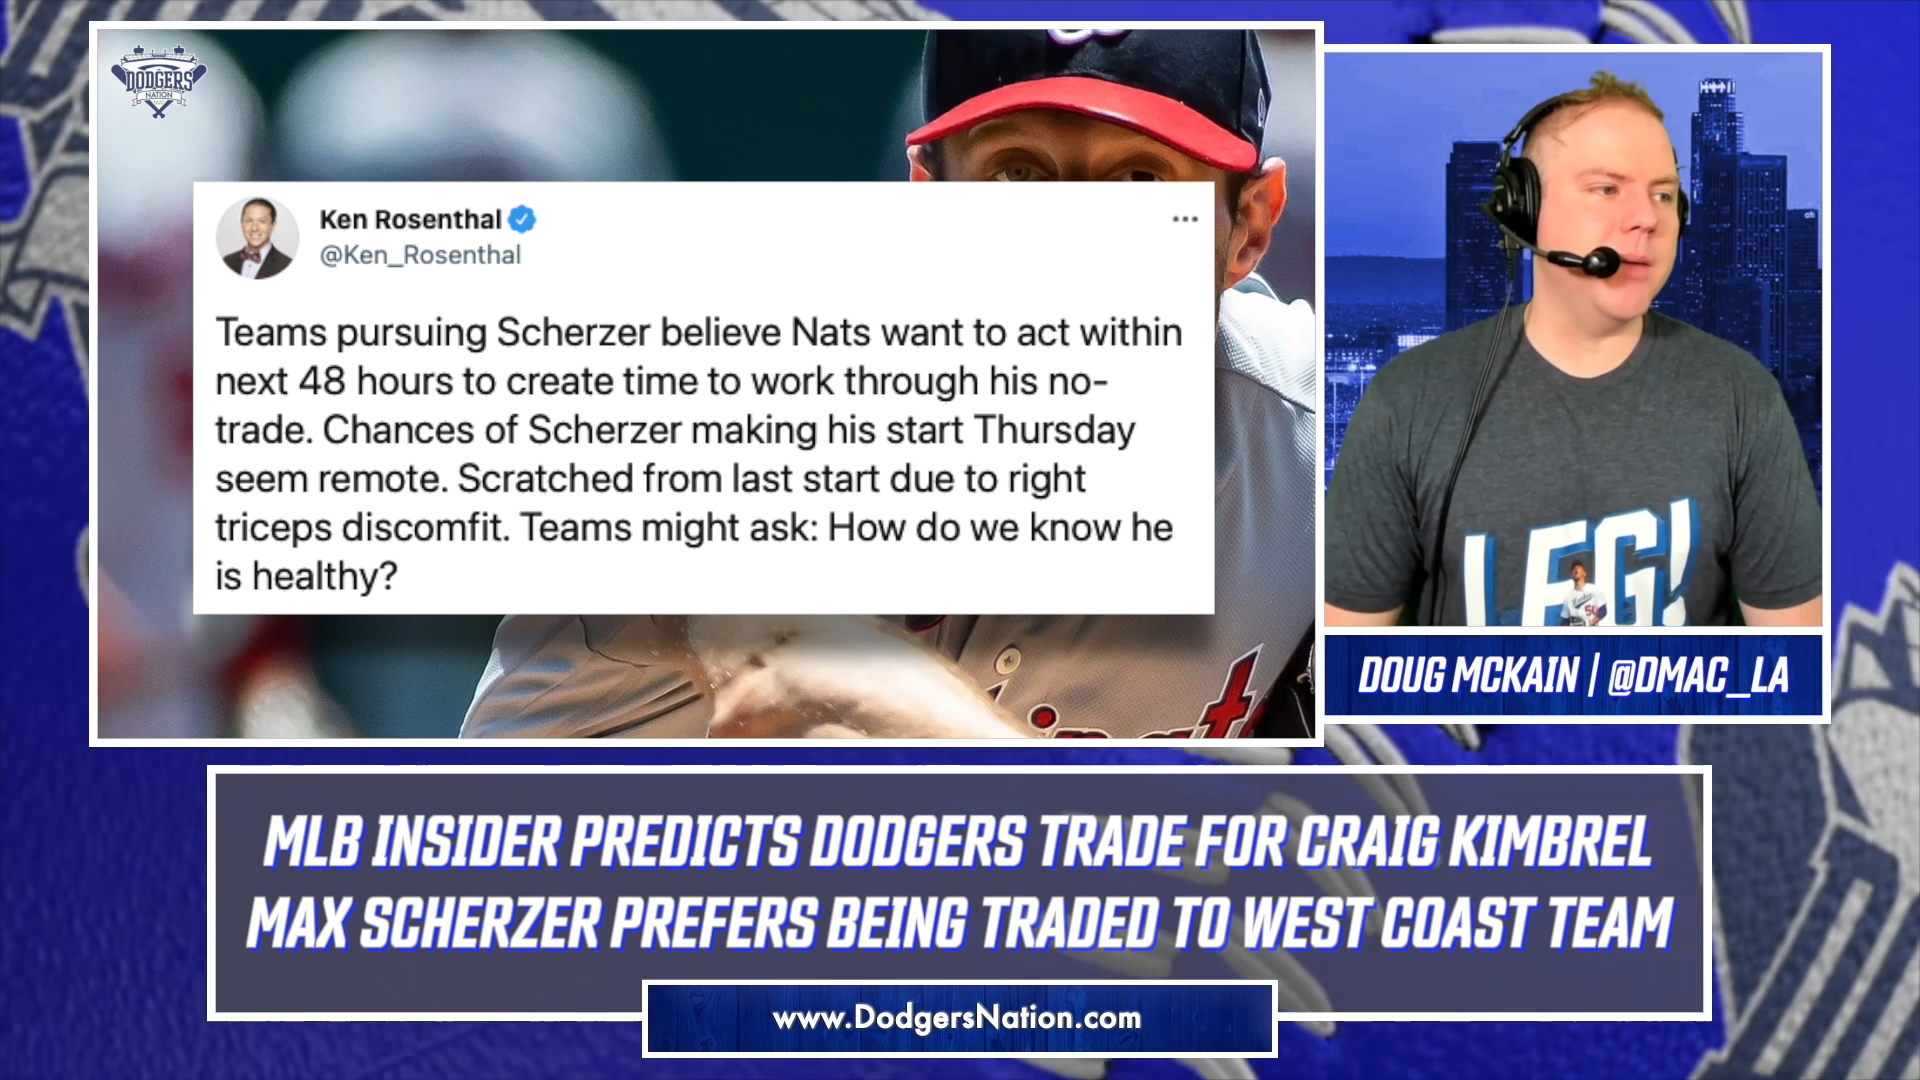 DODGERS
NATION
Ken Rosenthal
@Ken_Rosenthal
Teams pursuing Scherzer believe Nats want to act within
next 48 hours to create time to work through his no-
trade. Chances of Scherzer making his start Thursday
seem remote. Scratched from last start due to right
triceps discomfit. Teams might ask: How do we know he
is healthy?
LFG!
50
DOUG MCKAIN | @DMAC_LA
MLB INSIDER PREDICTS DODGERS TRADE FOR CRAIG KIMBREL
MAX SCHERZER PREFERS BEING TRADED TO WEST COAST TEAM
www.DodgersNation.com